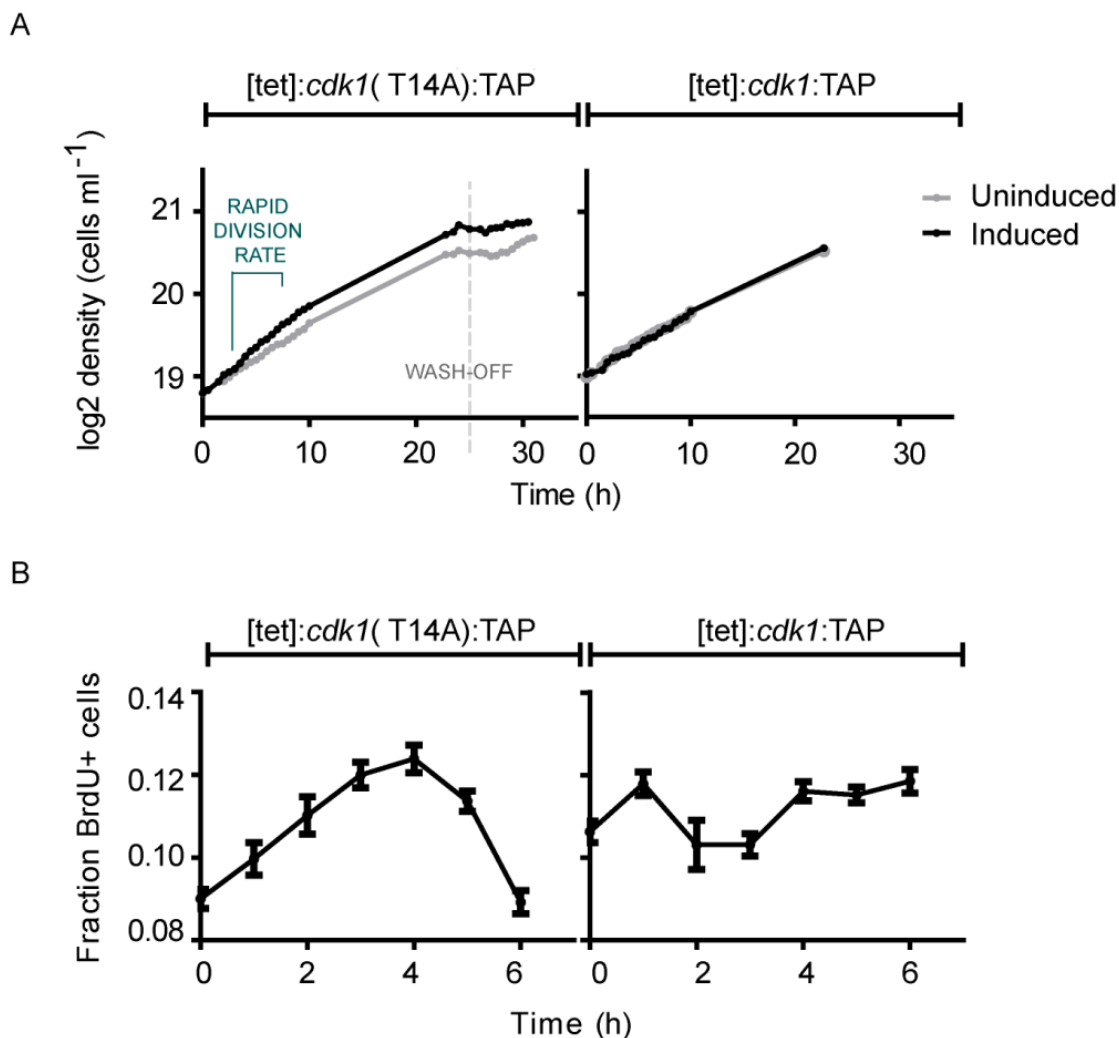 A
[tet]:cdk1( T14A):TAP
[tet]:cdk1:TAP
log2 density (cells ml-1)
21
20
19
RAPID
DIVISION
RATE
WASH-OFF
Uninduced
Induced
0 10 20 30
0 10 20 30
Time (h)
B
[tet]:cdk1( T14A):TAP
[tet]:cdk1:TAP
Fraction BrdU+ cells
0.14
0.12
0.10
0.08
0 2 4 6
0 2 4 6
Time (h)